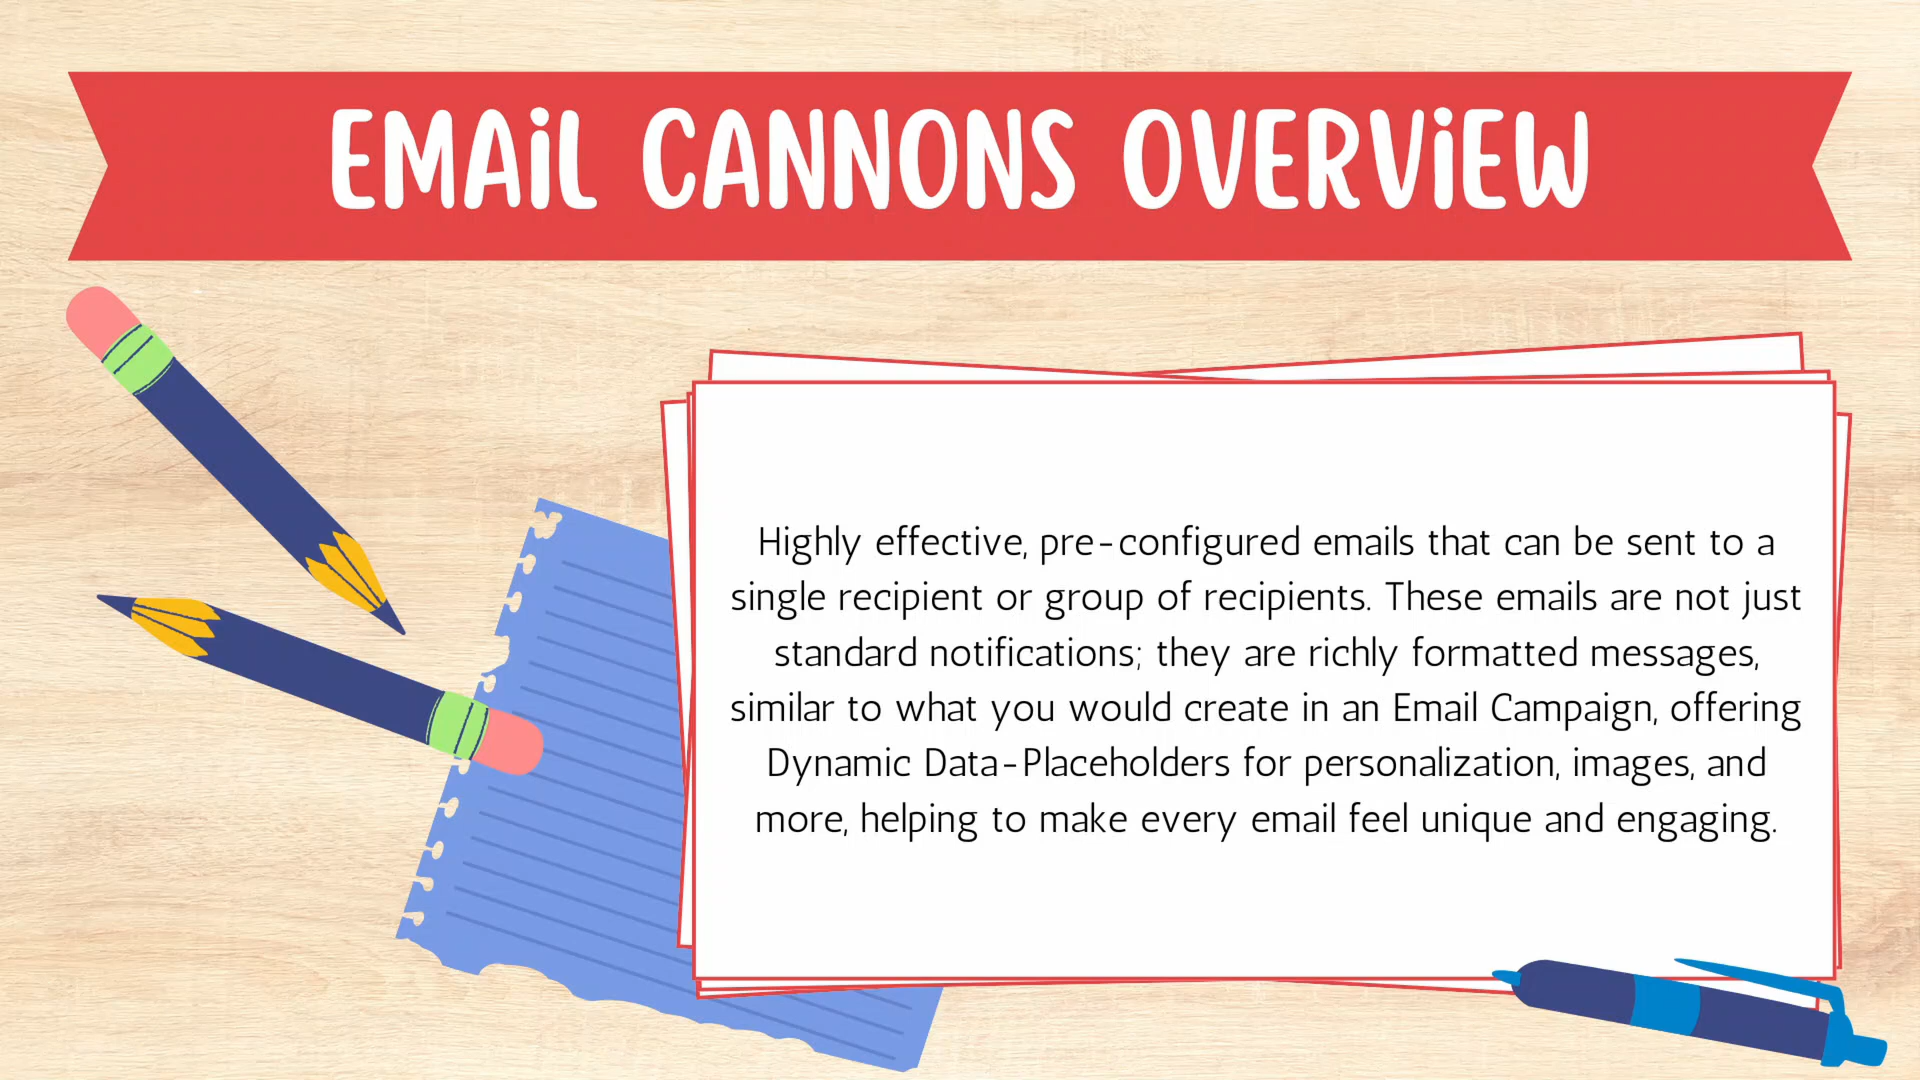 EMAiL CANNONS OVERViEW
Highly effective, pre-configured emails that can be sent to a
single recipient or group of recipients. These emails are not just
standard notifications; they are richly formatted messages,
similar to what you would create in an Email Campaign, offering
Dynamic Data-Placeholders for personalization, images, and
more, helping to make every email feel unique and engaging.